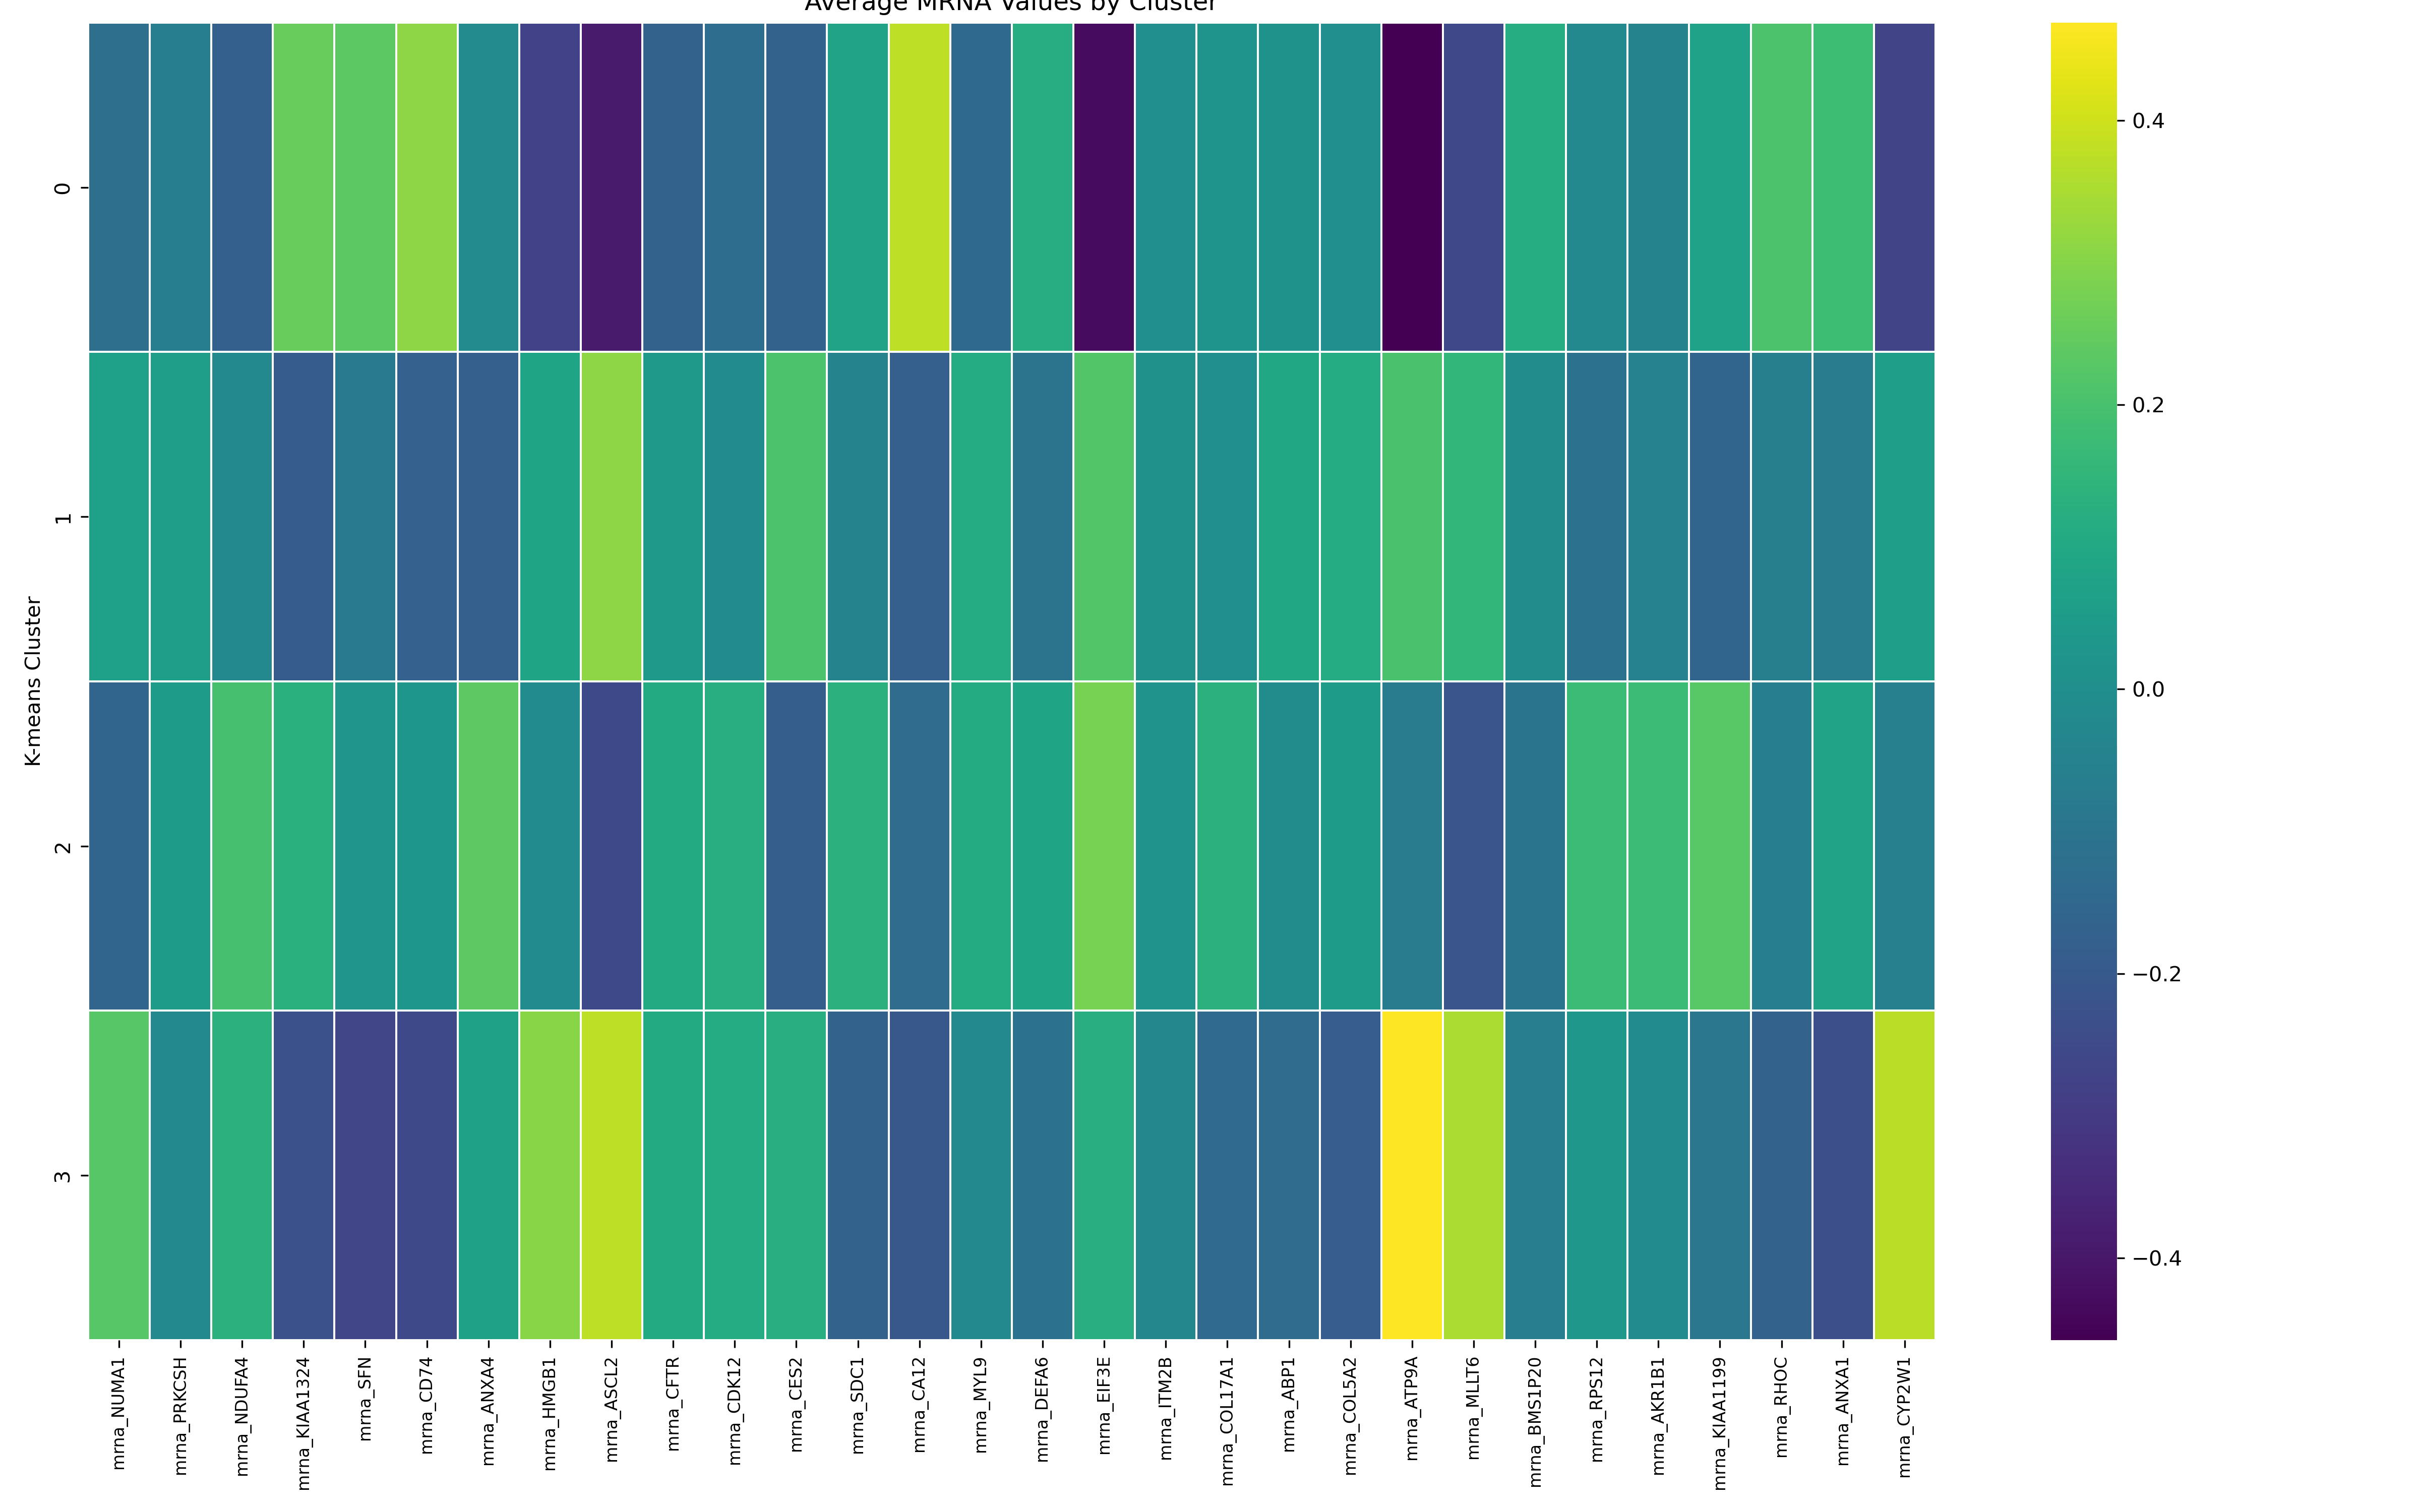 Average MRNA Values by Cluster
K-means Cluster
0
1
2
3
mrna_NUMA1
mrna_PRKCSH
mrna_NDUFA4
mrna_KIAA1324
mrna_SFN
mrna_CD74
mrna_ANXA4
mrna_HMGB1
mrna_ASCL2
mrna_CFTR
mrna_CDK12
mrna_CES2
mrna_SDC1
mrna_CA12
mrna_MYL9
mrna_DEFA6
mrna_EIF3E
mrna_ITM2B
mrna_COL17A1
mrna_ABP1
mrna_COL5A2
mrna_ATP9A
mrna_MLLT6
mrna_BMS1P20
mrna_RPS12
mrna_AKR1B1
mrna_KIAA1199
mrna_RHOC
mrna_ANXA1
mrna_CYP2W1
0.4
0.2
0.0
−0.2
−0.4